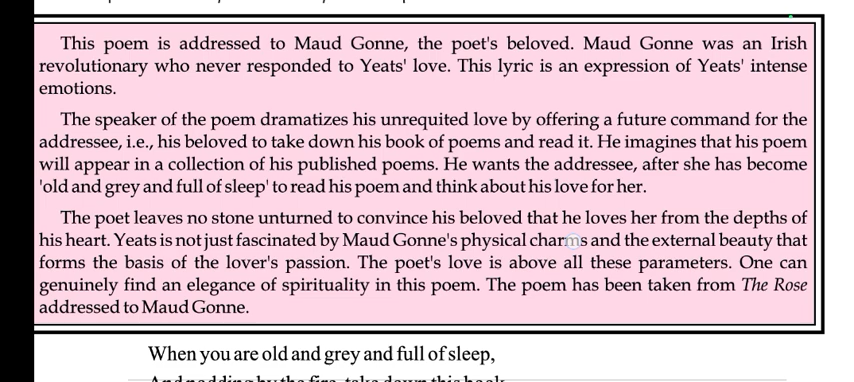 This poem is addressed to Maud Gonne, the poet's beloved. Maud Gonne was an Irish
revolutionary who never responded to Yeats' love. This lyric is an expression of Yeats' intense
emotions.
The speaker of the poem dramatizes his unrequited love by offering a future command for the
addressee, i.e., his beloved to take down his book of poems and read it. He imagines that his poem
will appear in a collection of his published poems. He wants the addressee, after she has become
'old and grey and full of sleep' to read his poem and think about his love for her.
The poet leaves no stone unturned to convince his beloved that he loves her from the depths of
his heart. Yeats is not just fascinated by Maud Gonne's physical charms and the external beauty that
forms the basis of the lover's passion. The poet's love is above all these parameters. One can
genuinely find an elegance of spirituality in this poem. The poem has been taken from The Rose
addressed to Maud Gonne.
When you are old and grey and full of sleep,
And nodding by the fire, take down this book